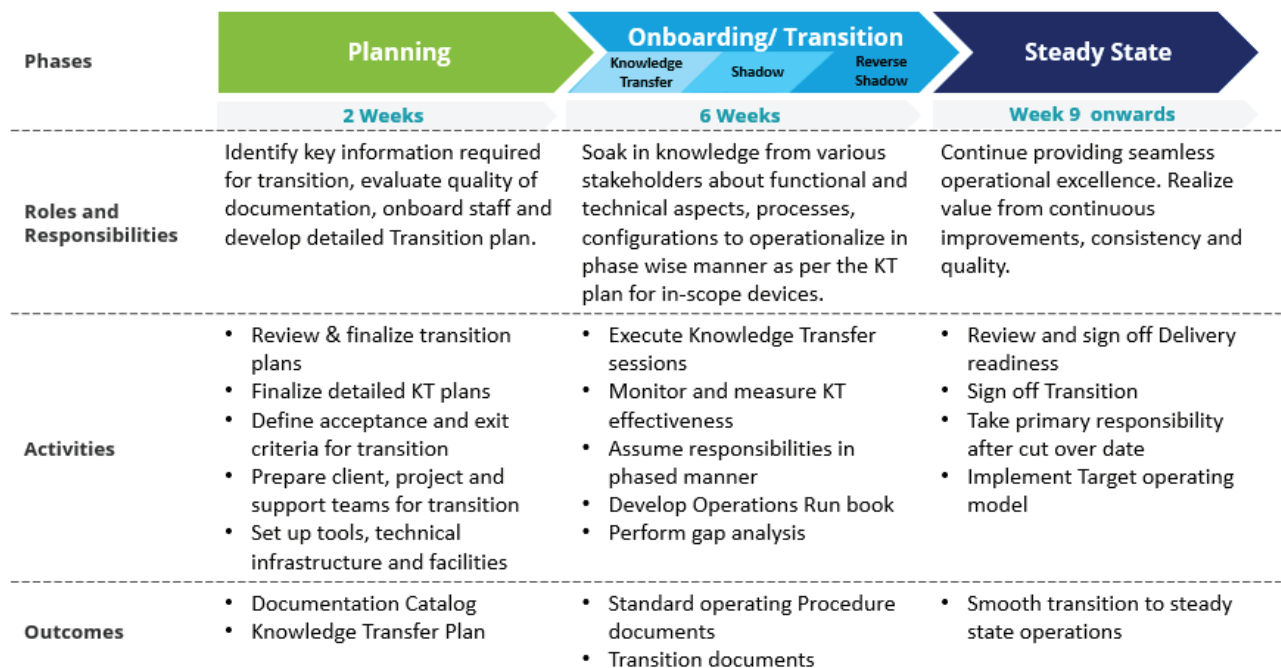 Phases
Planning
Onboarding/ Transition
Knowledge
Transfer
Shadow
Reverse
Shadow
Steady State
2 Weeks
6 Weeks
Week 9 onwards
Roles and
Responsibilities
Identify key information required
for transition, evaluate quality of
documentation, onboard staff and
develop detailed Transition plan.
Soak in knowledge from various
stakeholders about functional and
technical aspects, processes,
configurations to operationalize in
phase wise manner as per the KT
plan for in-scope devices.
Continue providing seamless
operational excellence. Realize
value from continuous
improvements, consistency and
quality.
Activities
• Review & finalize transition
plans
• Finalize detailed KT plans
• Define acceptance and exit
criteria for transition
• Prepare client, project and
support teams for transition
• Set up tools, technical
infrastructure and facilities
• Execute Knowledge Transfer
sessions
• Monitor and measure KT
effectiveness
• Assume responsibilities in
phased manner
• Develop Operations Run book
• Perform gap analysis
• Review and sign off Delivery
readiness
• Sign off Transition
• Take primary responsibility
after cut over date
• Implement Target operating
model
Outcomes
• Documentation Catalog
• Knowledge Transfer Plan
• Standard operating Procedure
documents
• Transition documents
• Smooth transition to steady
state operations